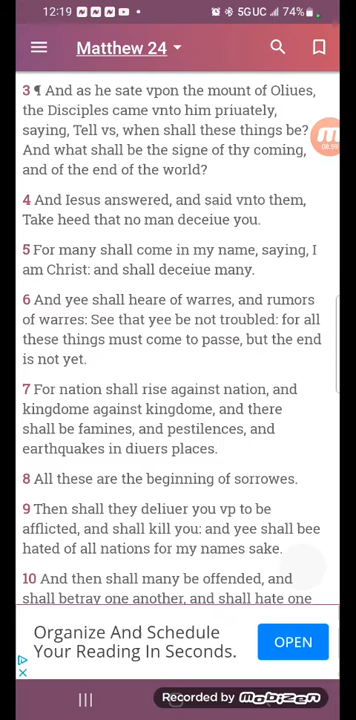 12:19
5GUC 74%
Matthew 24
3 ¶ And as he sate vpon the mount of Oliues,
the Disciples came vnto him priuately,
saying, Tell vs, when shall these things be?
And what shall be the signe of thy coming,
and of the end of the world?
08:59
4 And Iesus answered, and said vnto them,
Take heed that no man deceiue you.
5 For many shall come in my name, saying, I
am Christ: and shall deceiue many.
6 And yee shall heare of warres, and rumors
of warres: See that yee be not troubled: for all
these things must come to passe, but the end
is not yet.
7 For nation shall rise against nation, and
kingdome against kingdome, and there
shall be famines, and pestilences, and
earthquakes in diuers places.
8 All these are the beginning of sorrowes.
9 Then shall they deliuer you vp to be
afflicted, and shall kill you: and yee shall bee
hated of all nations for my names sake.
10 And then shall many be offended, and
shall betray one another, and shall hate one
Organize And Schedule
Your Reading In Seconds.
OPEN
Recorded by mobizen